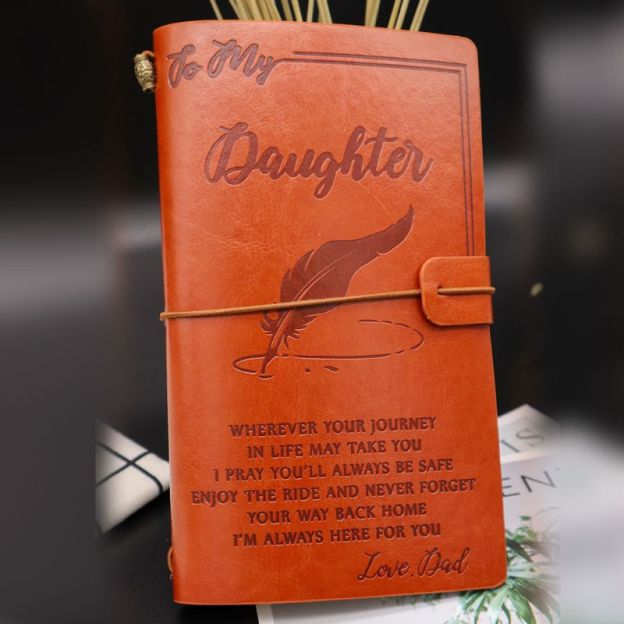 To My
Daughter
WHEREVER YOUR JOURNEY
IN LIFE MAY TAKE YOU
I PRAY YOU'LL ALWAYS BE SAFE
ENJOY THE RIDE AND NEVER FORGET
YOUR WAY BACK HOME
I'M ALWAYS HERE FOR YOU
Love, Dad